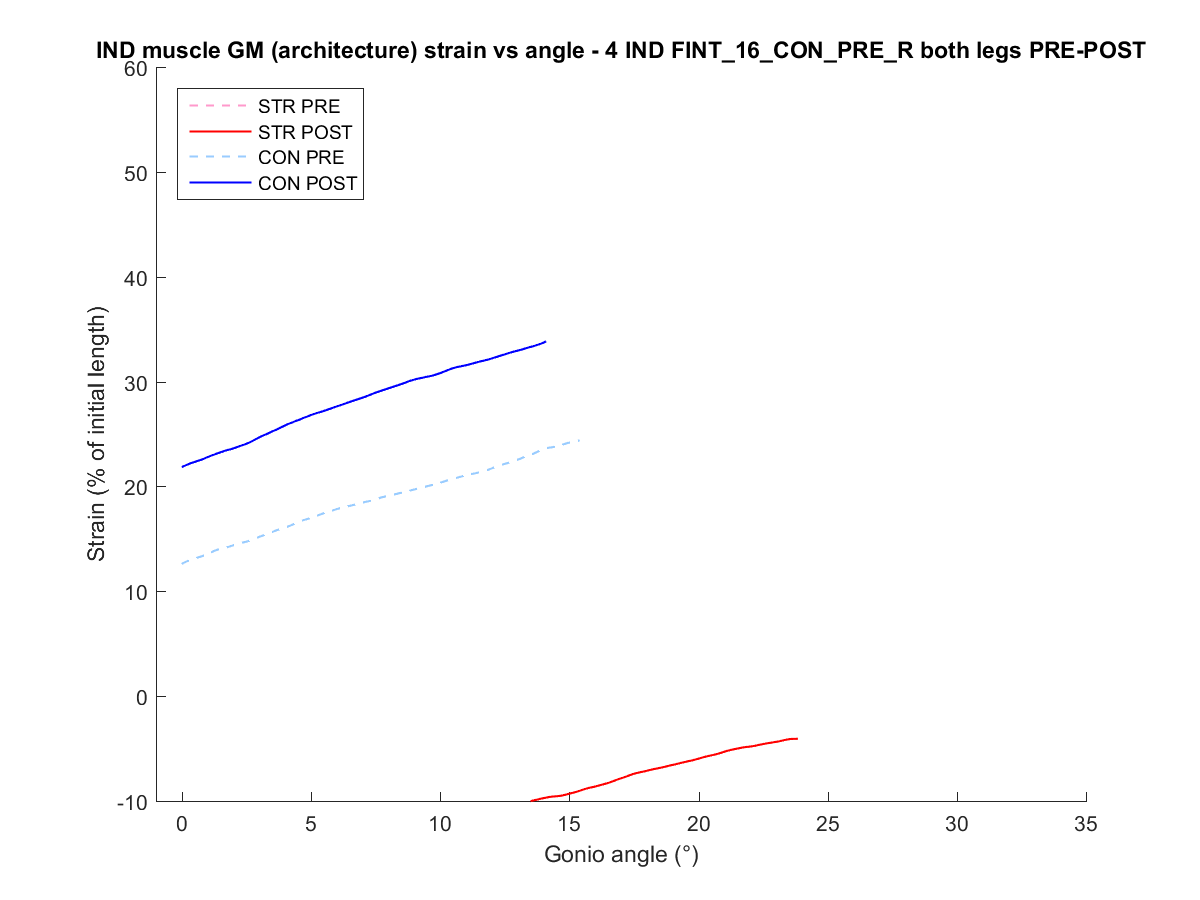 IND muscle GM (architecture) strain vs angle - 4 IND FINT_16_CON_PRE_R both legs PRE-POST
60
50
40
30
20
10
0
-10
STR PRE
STR POST
CON PRE
CON POST
Strain (% of initial length)
0 5 10 15 20 25 30 35
Gonio angle (°)